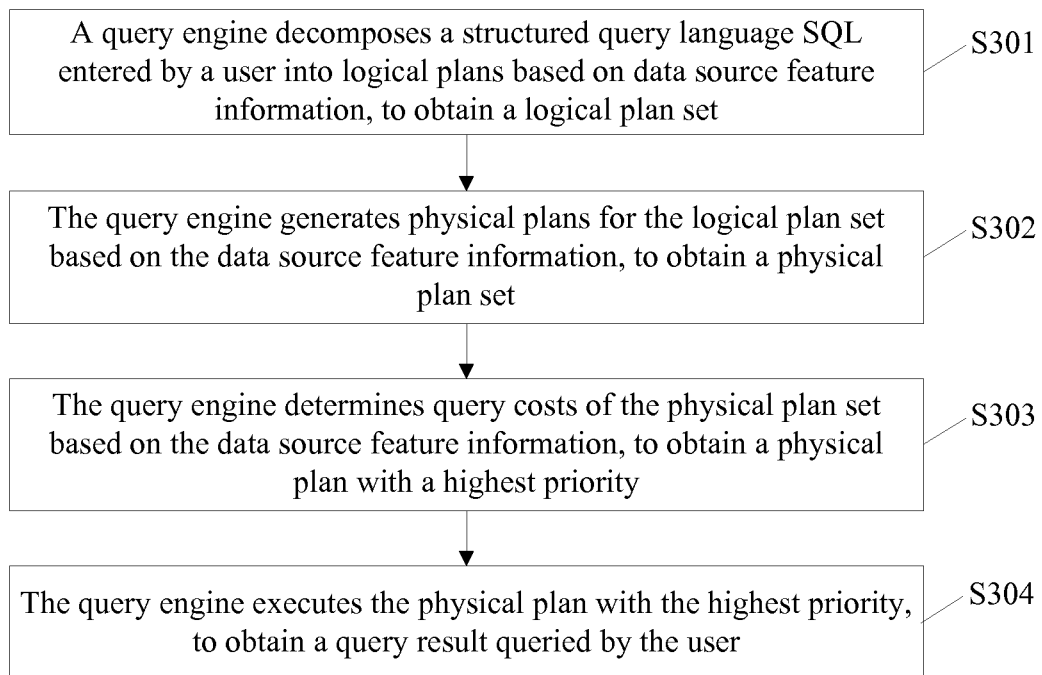 A query engine decomposes a structured query language SQL
entered by a user into logical plans based on data source feature
information, to obtain a logical plan set
S301
The query engine generates physical plans for the logical plan set
based on the data source feature information, to obtain a physical
plan set
S302
The query engine determines query costs of the physical plan set
based on the data source feature information, to obtain a physical
plan with a highest priority
S303
The query engine executes the physical plan with the highest priority,
to obtain a query result queried by the user
S304